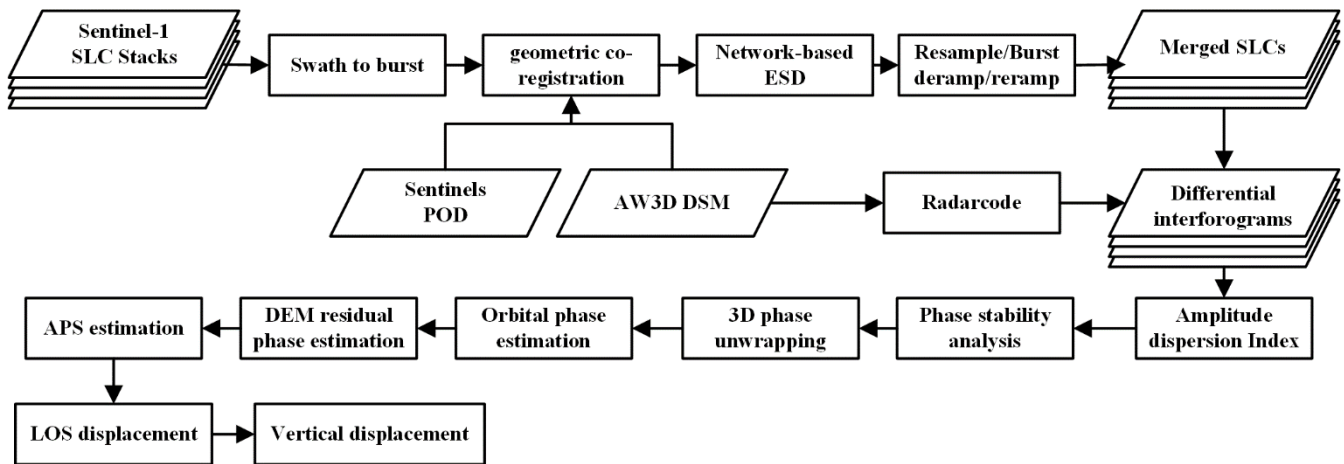 Sentinel-1
SLC Stacks
Swath to burst
geometric co-
registration
Network-based
ESD
Resample/Burst
deramp/reramp
Merged SLCs
Sentinels
POD
AW3D DSM
Radarcode
Differential
interforograms
APS estimation
DEM residual
phase estimation
Orbital phase
estimation
3D phase
unwrapping
Phase stability
analysis
Amplitude
dispersion Index
LOS displacement
Vertical displacement